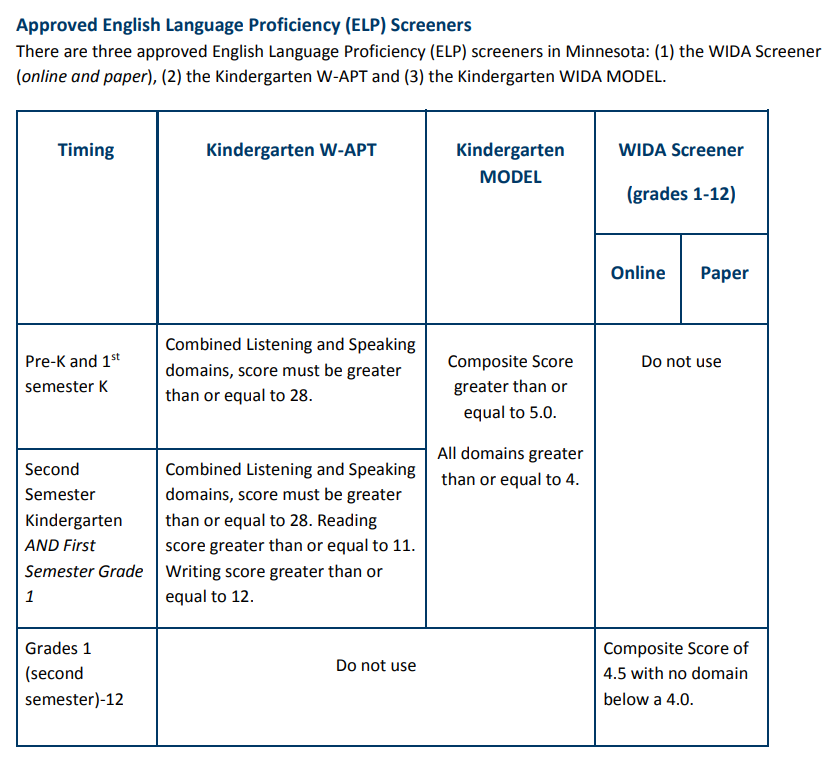 Approved English Language Proficiency (ELP) Screeners
There are three approved English Language Proficiency (ELP) screeners in Minnesota: (1) the WIDA Screener
(online and paper), (2) the Kindergarten W-APT and (3) the Kindergarten WIDA MODEL.
Timing
Kindergarten W-APT
Kindergarten
MODEL
WIDA Screener
(grades 1-12)
Online
Paper
Pre-K and 1st
semester K
Combined Listening and Speaking
domains, score must be greater
than or equal to 28.
Composite Score
greater than or
equal to 5.0.
All domains greater
than or equal to 4.
Do not use
Second
Semester
Kindergarten
AND First
Semester Grade
1
Combined Listening and Speaking
domains, score must be greater
than or equal to 28. Reading
score greater than or equal to 11.
Writing score greater than or
equal to 12.
Grades 1
(second
semester)-12
Do not use
Composite Score of
4.5 with no domain
below a 4.0.